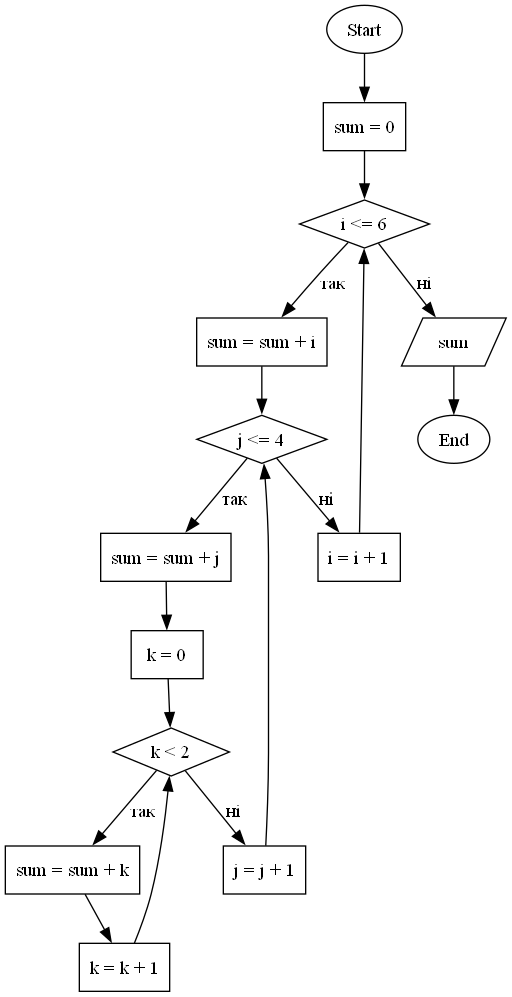 Start
sum = 0
i <= 6
так
ні
sum = sum + i
sum
j <= 4
End
так
ні
sum = sum + j
i = i + 1
k = 0
k < 2
так
ні
sum = sum + k
j = j + 1
k = k + 1